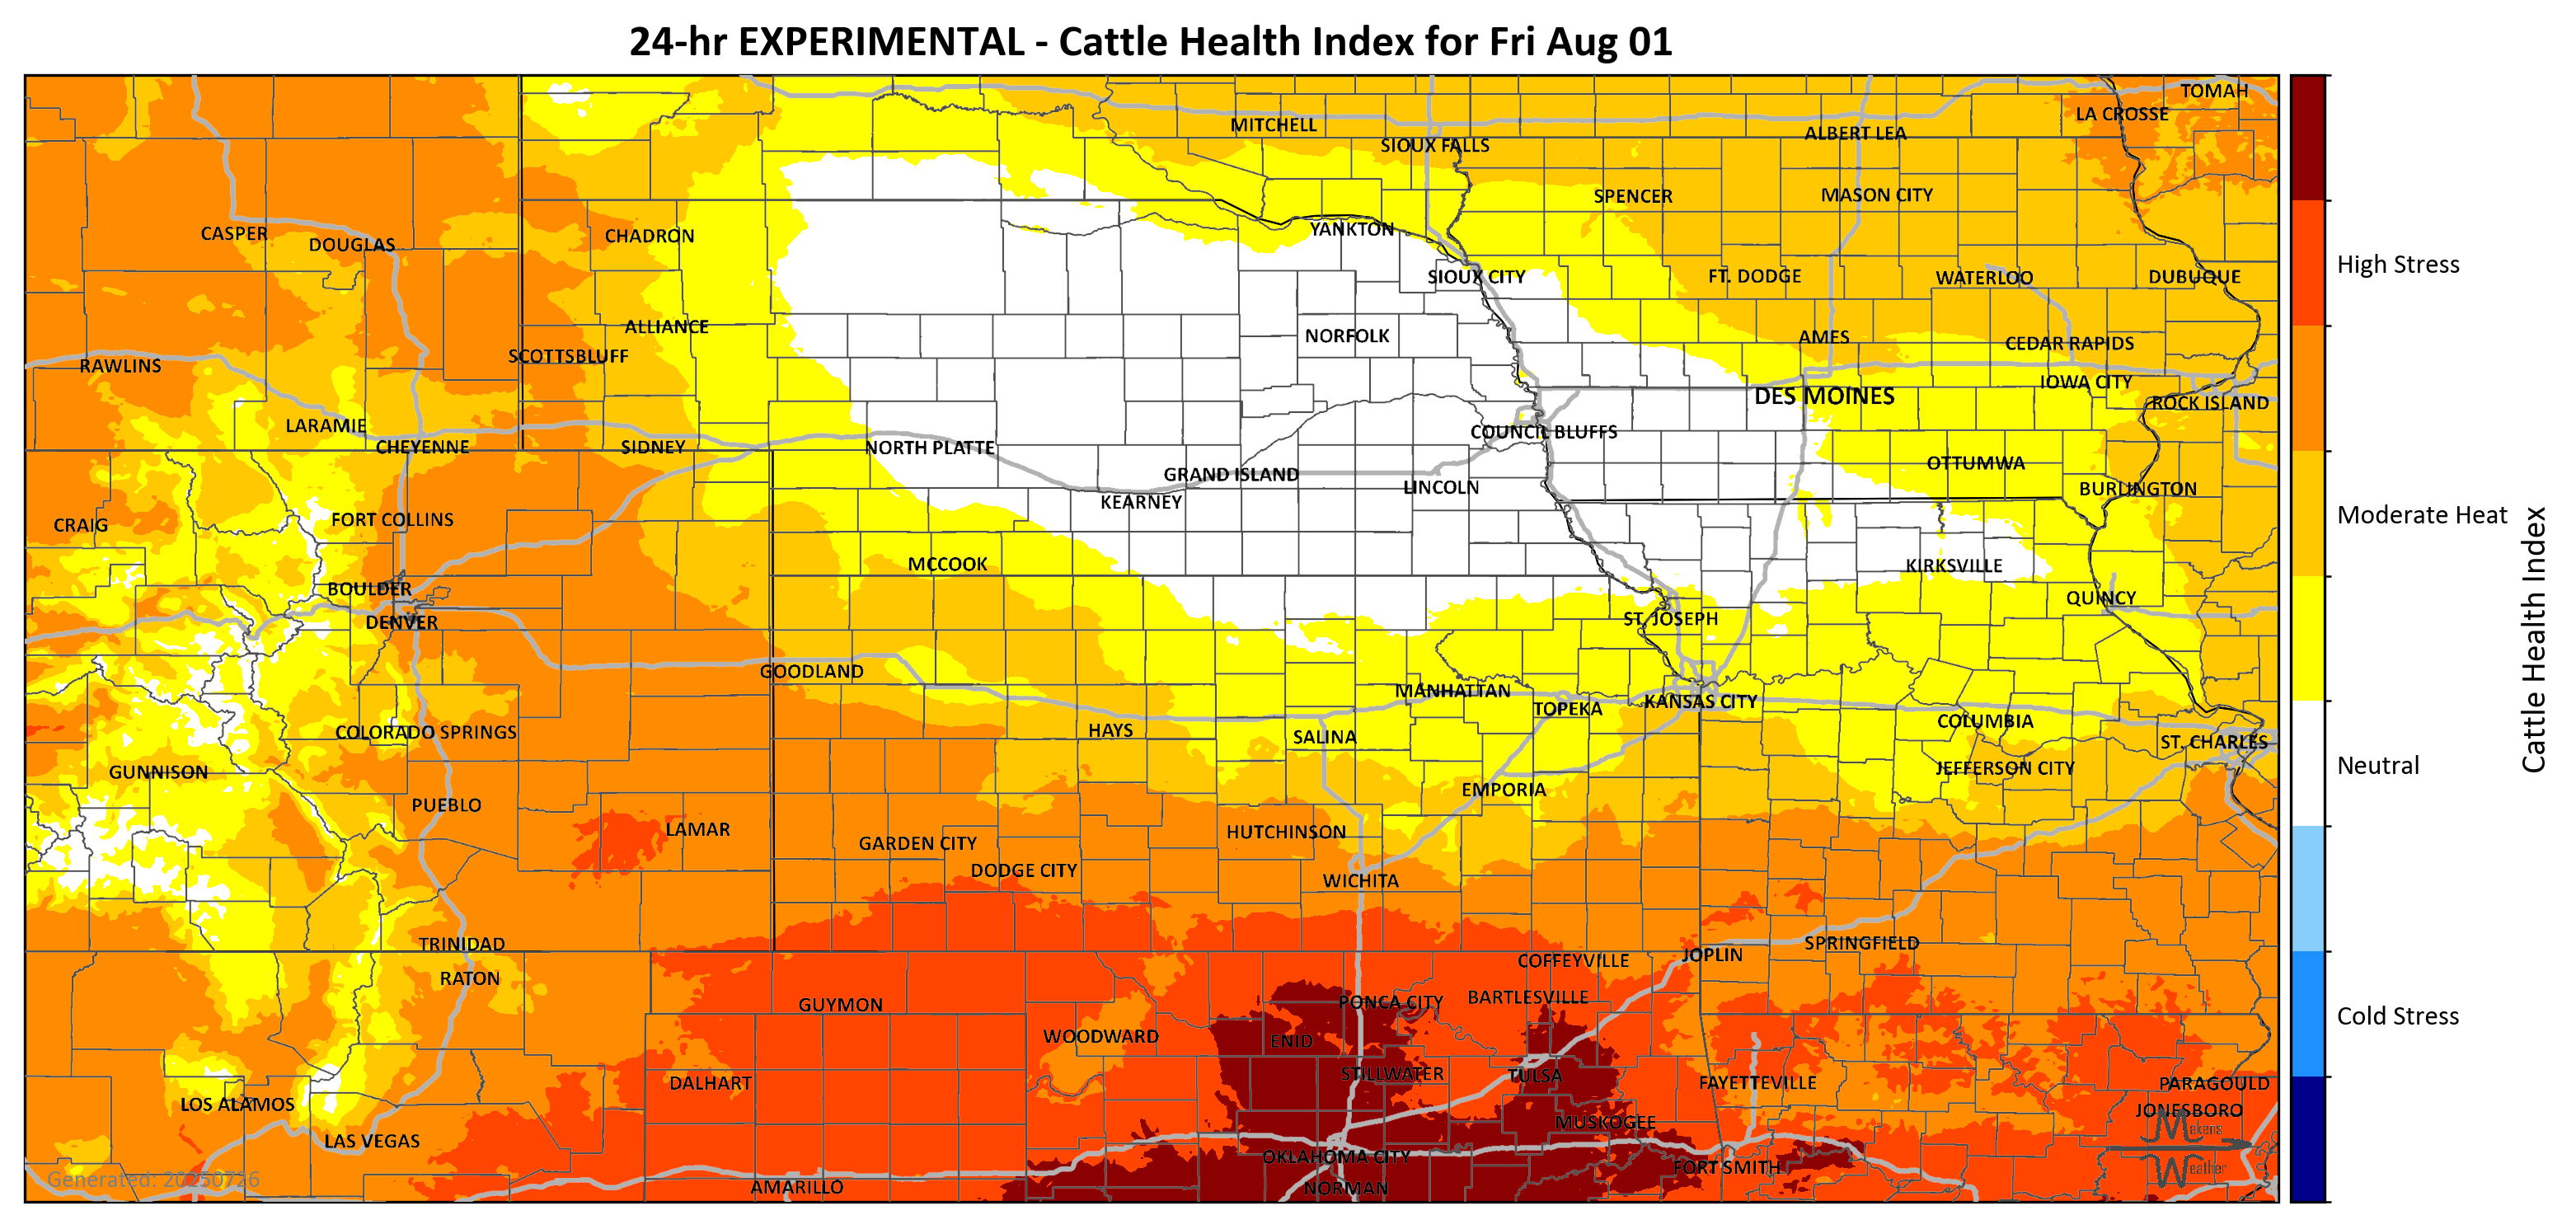 24-hr EXPERIMENTAL - Cattle Health Index for Fri Aug 01
TOMAH
LA CROSSE
MITCHELL
ALBERT LEA
SIOUX FALLS
SPENCER
MASON CITY
CASPER
DOUGLAS
CHADRON
YANKTON
SIOUX CITY
FT. DODGE
WATERLOO
DUBUQUE
High Stress
ALLIANCE
NORFOLK
AMES
CEDAR RAPIDS
SCOTTSBLUFF
RAWLINS
IOWA CITY
DES MOINES
ROCK ISLAND
LARAMIE
CHEYENNE
SIDNEY
NORTH PLATTE
COUNCIL BLUFFS
OTTUMWA
GRAND ISLAND
LINCOLN
BURLINGTON
KEARNEY
CRAIG
FORT COLLINS
Moderate Heat
MCCOOK
KIRKSVILLE
BOULDER
QUINCY
DENVER
ST. JOSEPH
Cattle Health Index
GOODLAND
MANHATTAN
KANSAS CITY
TOPEKA
COLUMBIA
COLORADO SPRINGS
HAYS
SALINA
ST. CHARLES
GUNNISON
JEFFERSON CITY
Neutral
EMPORIA
PUEBLO
LAMAR
HUTCHINSON
GARDEN CITY
DODGE CITY
WICHITA
TRINIDAD
SPRINGFIELD
JOPLIN
COFFEYVILLE
RATON
BARTLESVILLE
PONCA CITY
GUYMON
Cold Stress
WOODWARD
ENID
STILLWATER
TULSA
DALHART
FAYETTEVILLE
PARAGOULD
LOS ALAMOS
JONESBORO
MUSKOGEE
Makens
LAS VEGAS
OKLAHOMA CITY
FORT SMITH
Weather
Generated: 20250726
AMARILLO
NORMAN